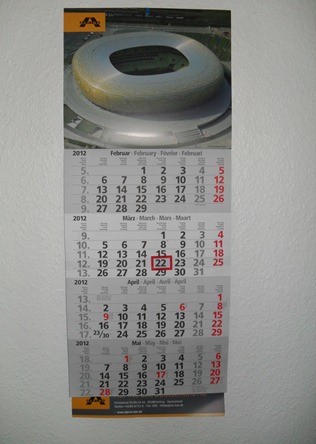 2012 Februar · February · Février · Februari
5. 1 2 3 4 5
6. 6 7 8 9 10 11 12
7. 13 14 15 16 17 18 19
8. 20 21 22 23 24 25 26
9. 27 28 29
2012 März · March · Mars · Maart
9. 1 2 3 4
10. 5 6 7 8 9 10 11
11. 12 13 14 15 16 17 18
12. 19 20 21 22 23 24 25
13. 26 27 28 29 30 31
2012 April · April · Avril · April
13. 1
14. 2 3 4 5 6 7 8
15. 9 10 11 12 13 14 15
16. 16 17 18 19 20 21 22
17. 23/30 24 25 26 27 28 29
2012 Mai · May · Mai · Mei
18. 1 2 3 4 5 6
19. 7 8 9 10 11 12 13
20. 14 15 16 17 18 19 20
21. 21 22 23 24 25 26 27
22. 28 29 30 31